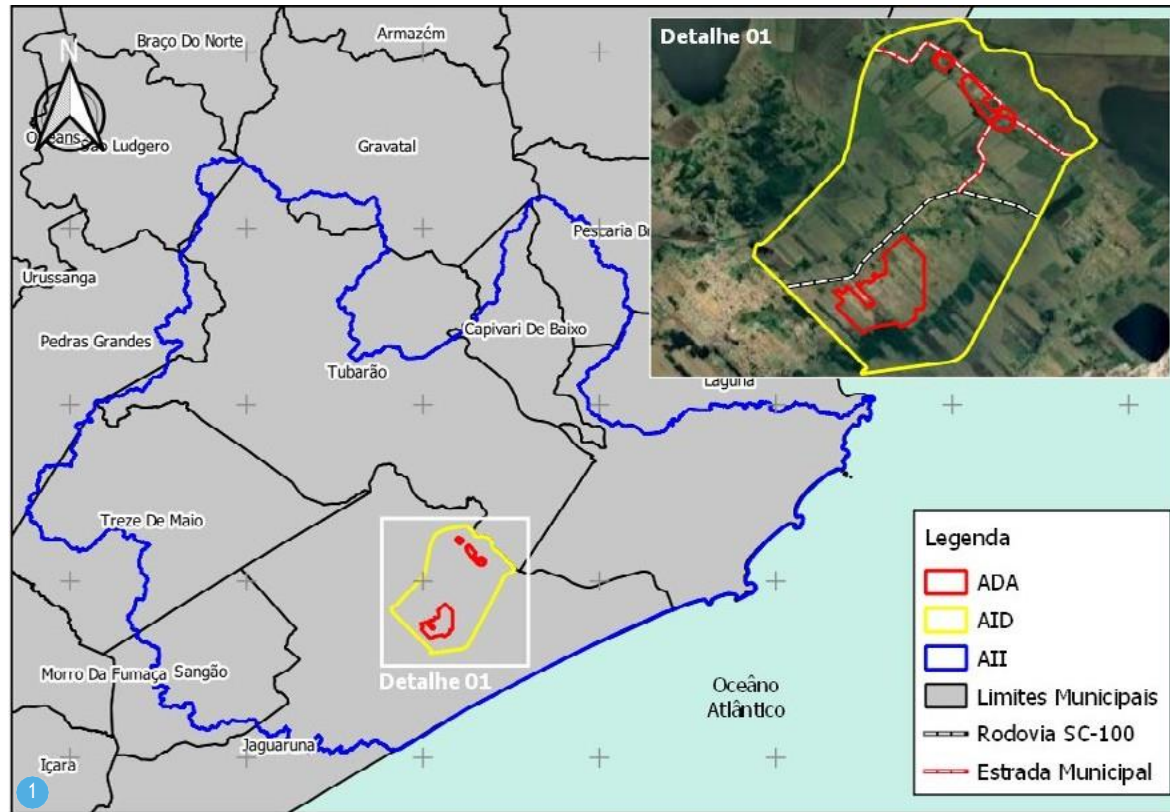 Braço Do Norte
Armazém
Detalhe 01
N
São Ludgero
Gravatal
Urussanga
Pedras Grandes
Capivari De Baixo
Tubarão
Laguna
Treze De Maio
Legenda
ADA
AID
AII
Morro Da Fumaça
Sangão
Detalhe 01
Oceâno
Atlântico
Limites Municipais
Jaguaruna
Rodovia SC-100
Içara
Estrada Municipal
1